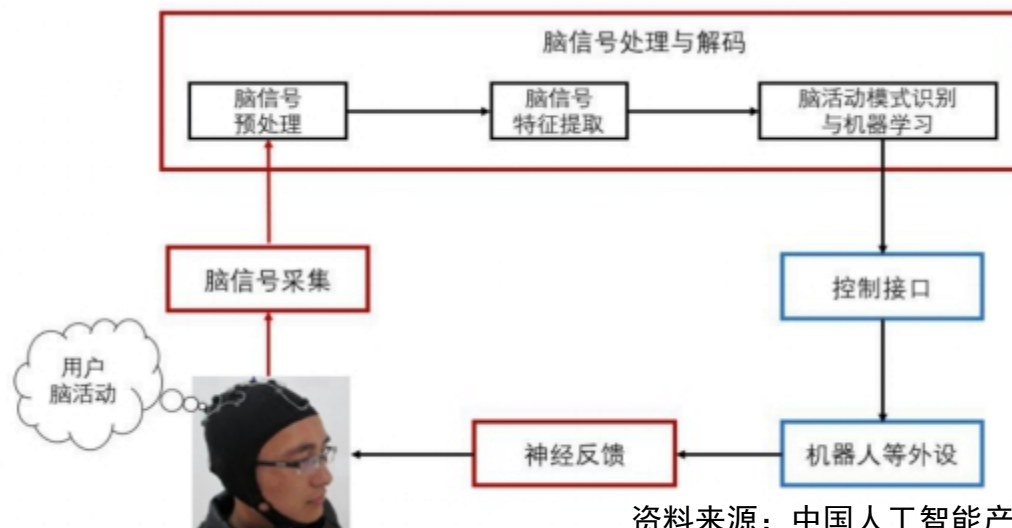 脑信号处理与解码
脑信号
预处理
脑信号
特征提取
脑活动模式识别
与机器学习
脑信号采集
控制接口
用户
脑活动
神经反馈
机器人等外设
资料来源：中国人工智能产